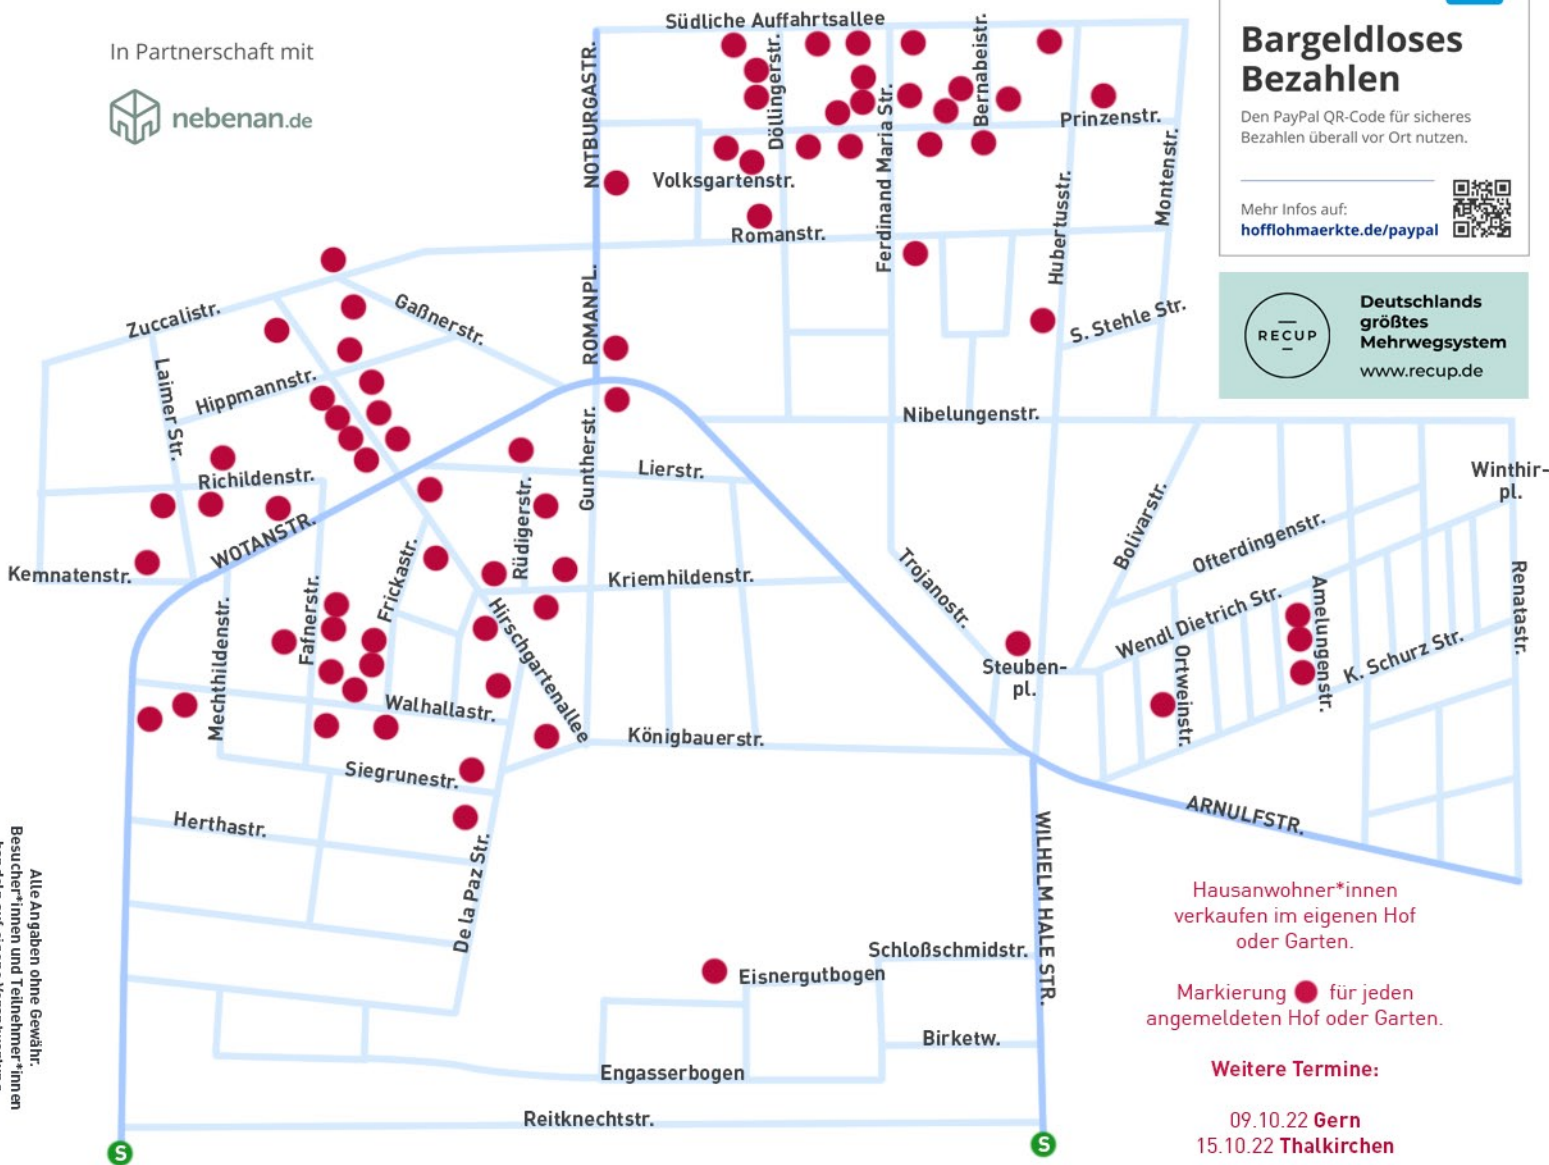 In Partnerschaft mit
nebenan.de
Südliche Auffahrtsallee
NOTBURGASTR.
Döllingerstr.
Ferdinand Maria Str.
Bernabeistr.
Prinzenstr.
Montenstr.
Hubertusstr.
Volksgartenstr.
Romanstr.
ROMANPL.
S. Stehle Str.
Zuccalistr.
Gaßnerstr.
Laimer Str.
Hippmannstr.
Richildenstr.
WOTANSTR.
Kemnatenstr.
Guntherstr.
Nibelungenstr.
Lierstr.
Rüdigerstr.
Kriemhildenstr.
Frickastr.
Fafnerstr.
Mechthildenstr.
Hirschgartenallee
Walhallastr.
Siegrunestr.
Herthastr.
De la Paz Str.
Königbauerstr.
Trojanostr.
Steuben-
pl.
Bolivarstr.
Ofterdingenstr.
Wendl Dietrich Str.
Ortweinstr.
Amelungenstr.
K. Schurz Str.
Winthir-
pl.
Renatastr.
ARNULFSTR.
WILHELM HALE STR.
Schloßschmidstr.
Eisnergutbogen
Birketw.
Engasserbogen
Reitknechtstr.
S
S
Bargeldloses
Bezahlen
Den PayPal QR-Code für sicheres
Bezahlen überall vor Ort nutzen.
Mehr Infos auf:
hofflohmaerkte.de/paypal
RECUP
Deutschlands
größtes
Mehrwegsystem
www.recup.de
Hausanwohner*innen
verkaufen im eigenen Hof
oder Garten.
Markierung für jeden
angemeldeten Hof oder Garten.
Weitere Termine:
09.10.22 Gern
15.10.22 Thalkirchen
Alle Angaben ohne Gewähr.
Besucher*innen und Teilnehmer*innen